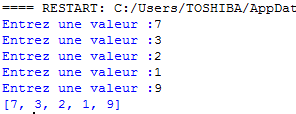 ==== RESTART: C:/Users/TOSHIBA/AppDat
Entrez une valeur :7
Entrez une valeur :3
Entrez une valeur :2
Entrez une valeur :1
Entrez une valeur :9
[7, 3, 2, 1, 9]